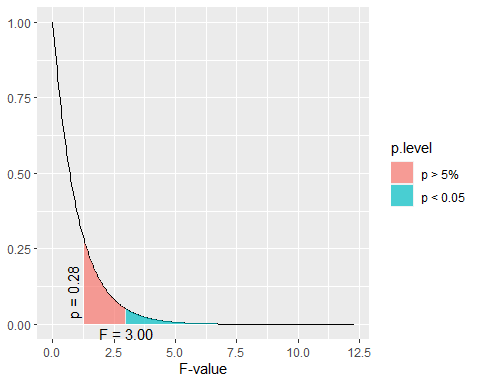 1.00
0.75
0.50
0.25
0.00
p = 0.28
F = 3.00
0.0 2.5 5.0 7.5 10.0 12.5
F-value
p.level
p > 5%
p < 0.05